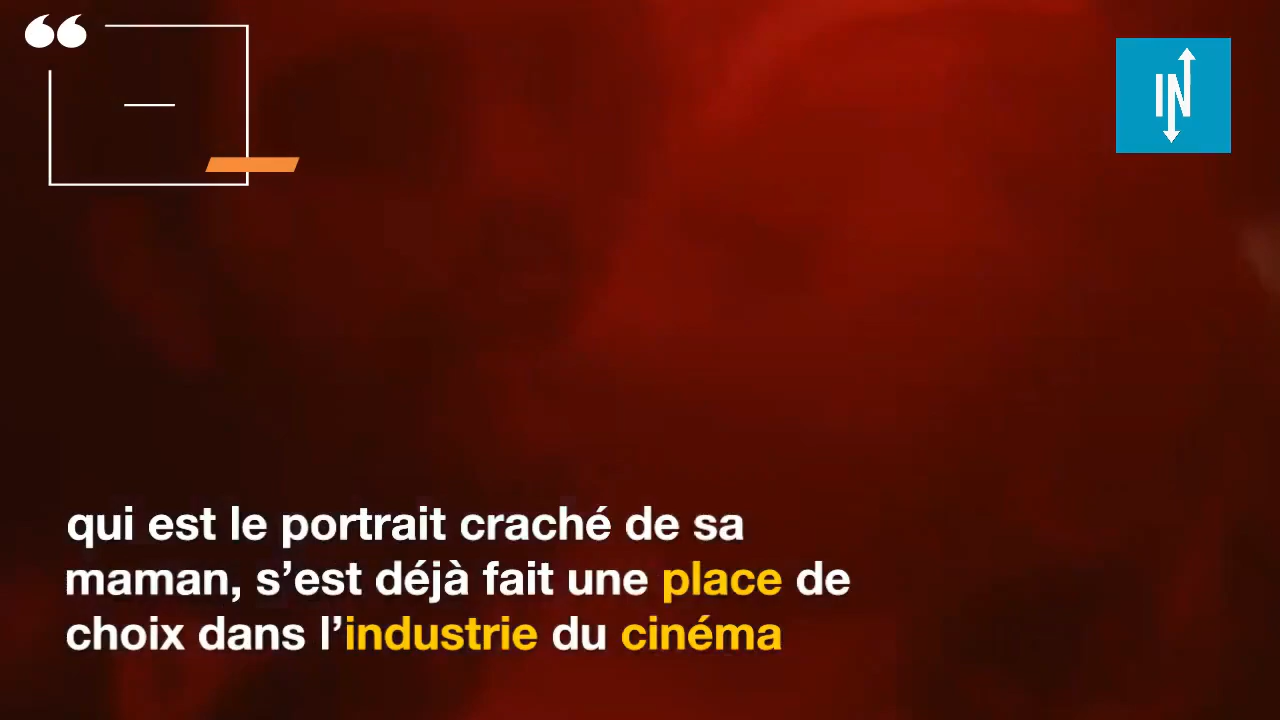 IN
qui est le portrait craché de sa
maman, s’est déjà fait une place de
choix dans l’industrie du cinéma